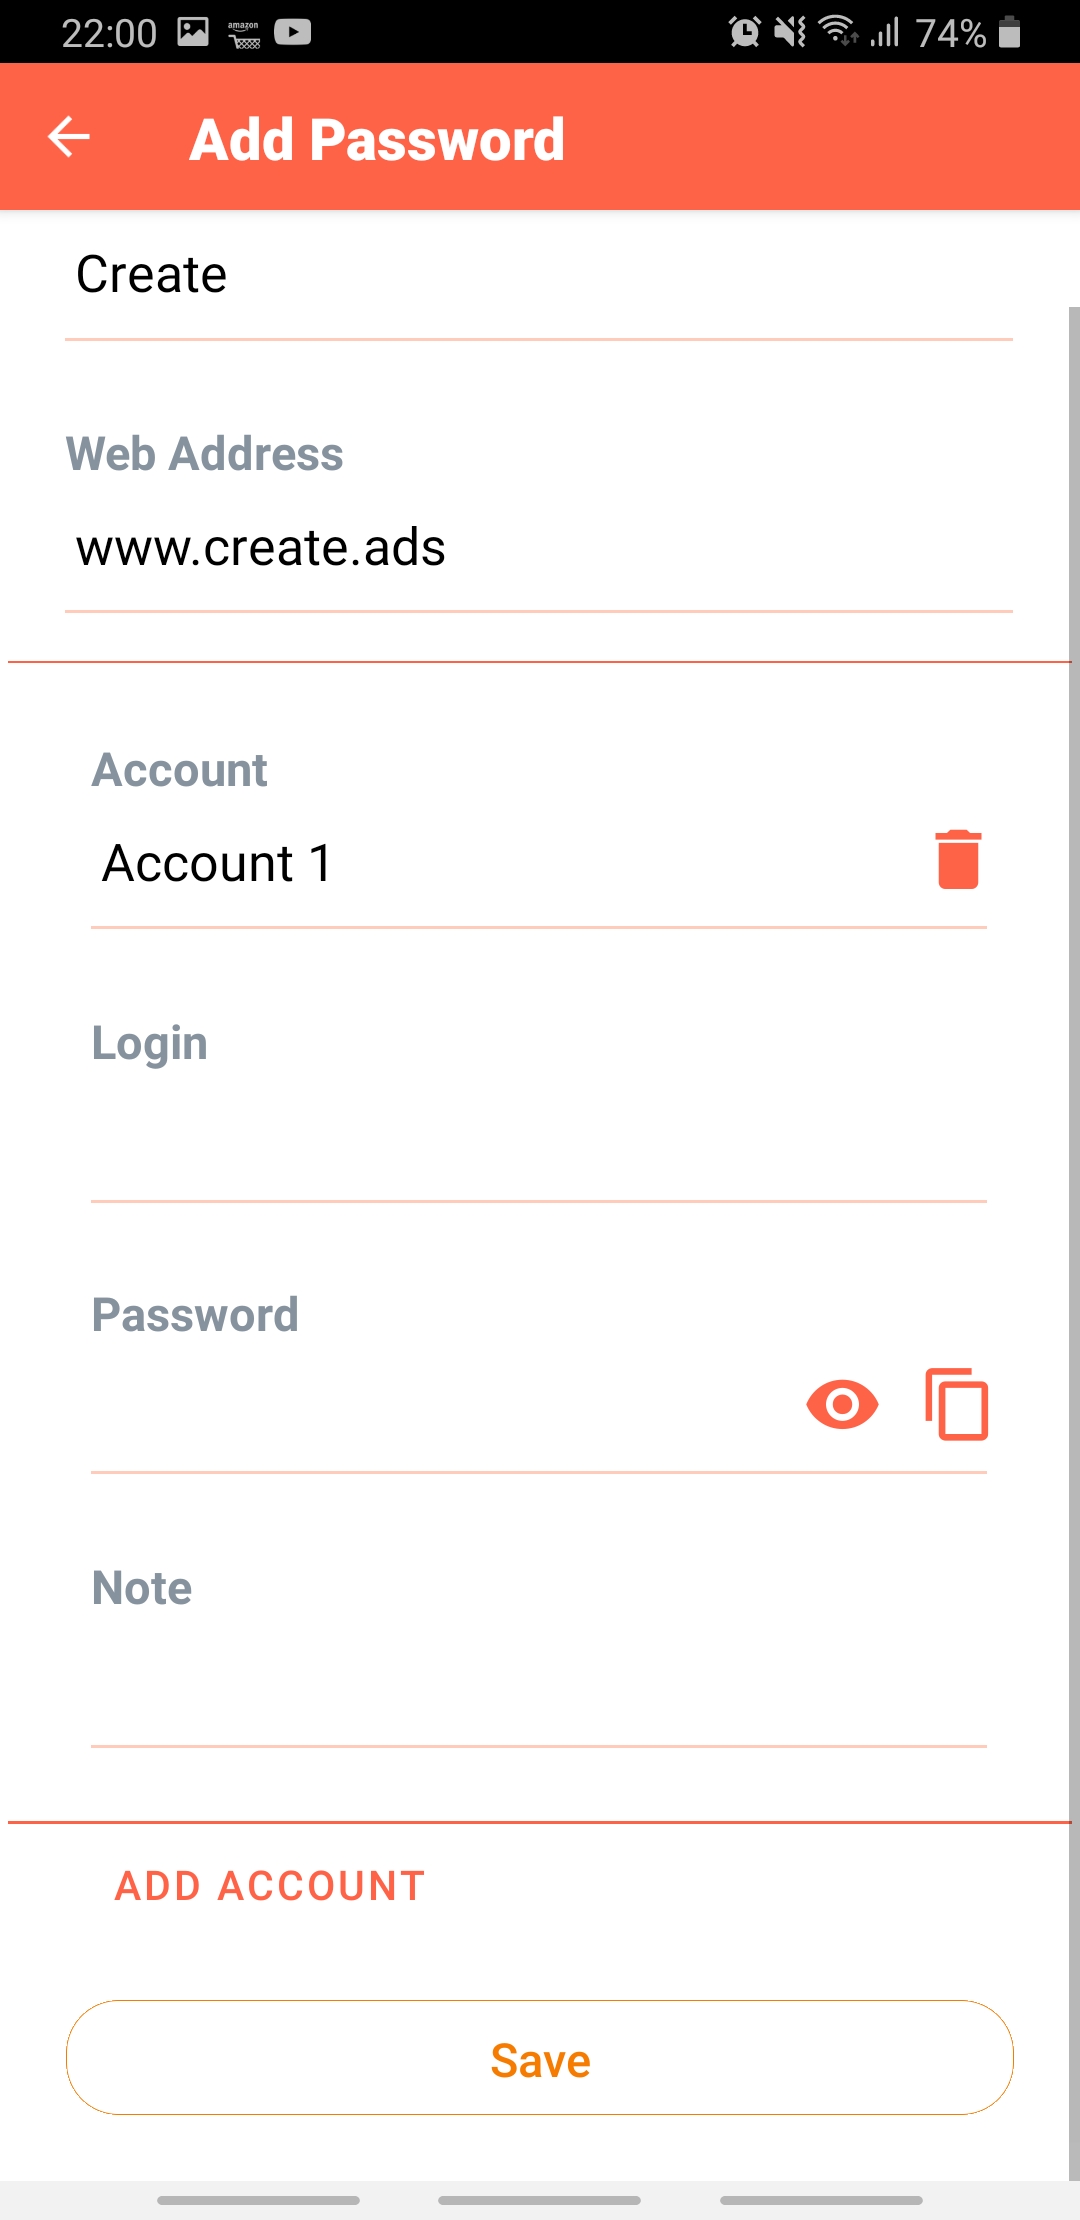 22:00
amazon
74%
Add Password
Create
Web Address
www.create.ads
Account
Account 1
Login
Password
Note
ADD ACCOUNT
Save